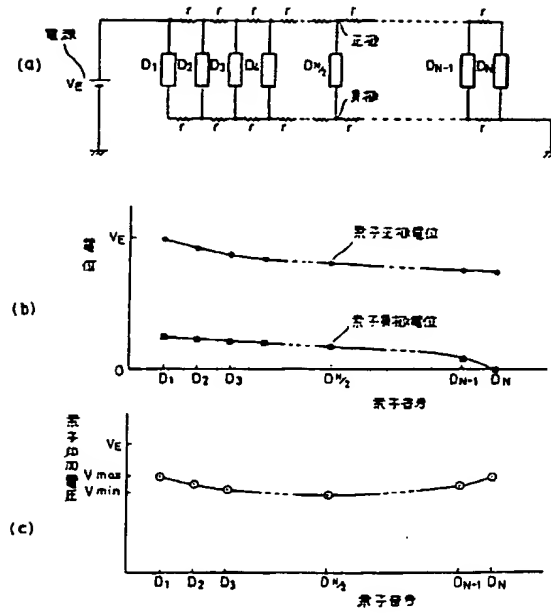 電源
(a)
V_E
r r r r r r
正極
D1 D2 D3 D4 D_N/2 D_N-1 D_N
負極
r r r r r r
(b)
電位
V_E
素子正極電位
素子負極電位
0
D1 D2 D3 D_N/2 D_N-1 D_N
素子番号
(c)
素子印加電圧
V_E
V max
V min
D1 D2 D3 D_N/2 D_N-1 D_N
素子番号